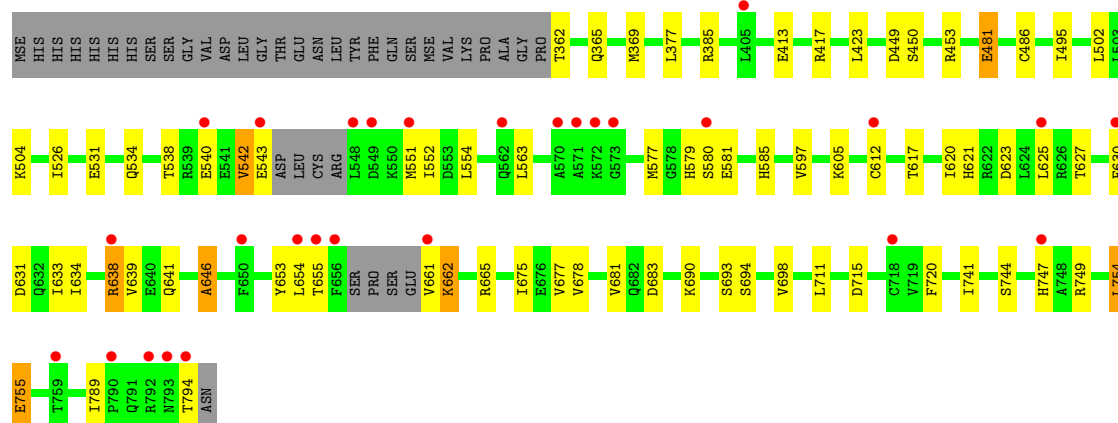 MSE HIS HIS HIS HIS HIS HIS SER SER GLY VAL ASP LEU GLY THR GLU ASN LEU TYR PHE GLN SER MSE VAL LYS PRO ALA GLY PRO T362 Q365 M369 L377 R385 L405 E413 R417 L423 D449 S450 R453 E481 C486 I495 L502 L503
K504 I526 E531 Q534 T538 R539 E540 E541 V542 E543 ASP LEU CYS ARG L548 D549 K550 M551 I552 D553 L554 Q562 L563 A570 A571 K572 G573 M577 G578 H579 S580 E581 H585 V597 K605 C612 T617 I620 H621 R622 D623 L624 L625 R626 T627 E630
D631 Q632 I633 I634 R638 V639 E640 Q641 A646 F650 Y653 L654 T655 F656 SER PRO SER GLU V661 K662 R665 I675 E676 V677 V678 V681 Q682 D683 K690 S693 S694 V698 L711 D715 C718 V719 F720 I741 S744 H747 A748 R749 L754
E755 T759 I789 P790 Q791 R792 N793 T794 ASN